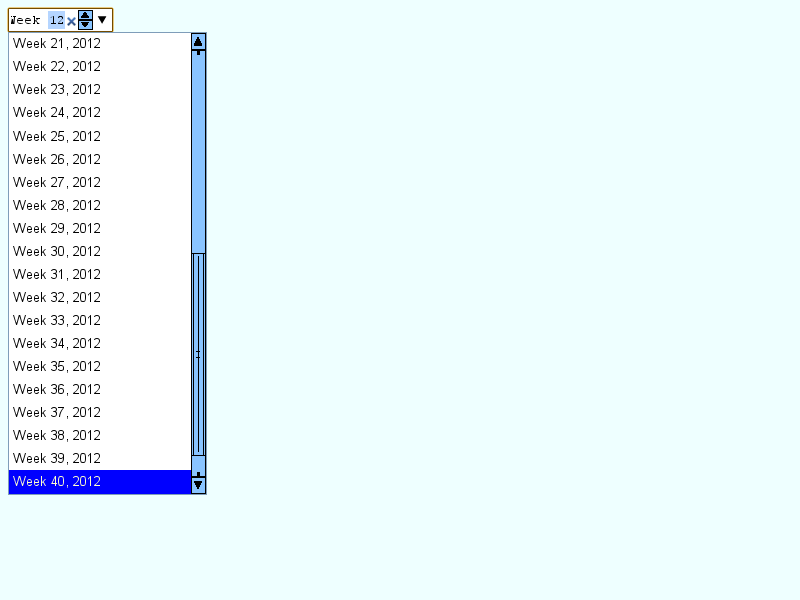 Week 12
Week 21, 2012
Week 22, 2012
Week 23, 2012
Week 24, 2012
Week 25, 2012
Week 26, 2012
Week 27, 2012
Week 28, 2012
Week 29, 2012
Week 30, 2012
Week 31, 2012
Week 32, 2012
Week 33, 2012
Week 34, 2012
Week 35, 2012
Week 36, 2012
Week 37, 2012
Week 38, 2012
Week 39, 2012
Week 40, 2012